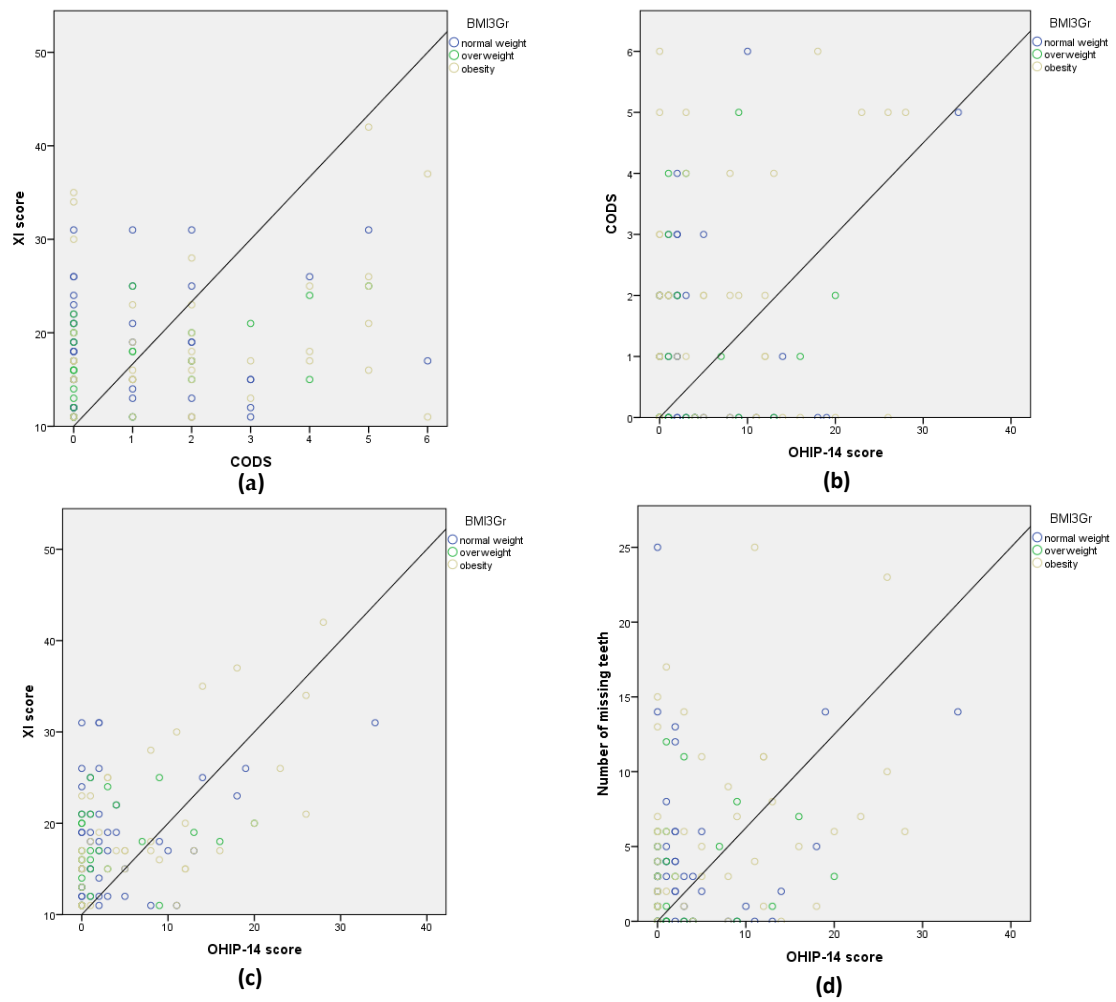 BMI3Gr
normal weight
overweight
obesity
50
40
30
20
10
XI score
0 1 2 3 4 5 6
CODS
(a)
BMI3Gr
normal weight
overweight
obesity
6
5
4
3
2
1
0
CODS
0 10 20 30 40
OHIP-14 score
(b)
BMI3Gr
normal weight
overweight
obesity
50
40
30
20
10
XI score
0 10 20 30 40
OHIP-14 score
(c)
BMI3Gr
normal weight
overweight
obesity
25
20
15
10
5
0
Number of missing teeth
0 10 20 30 40
OHIP-14 score
(d)